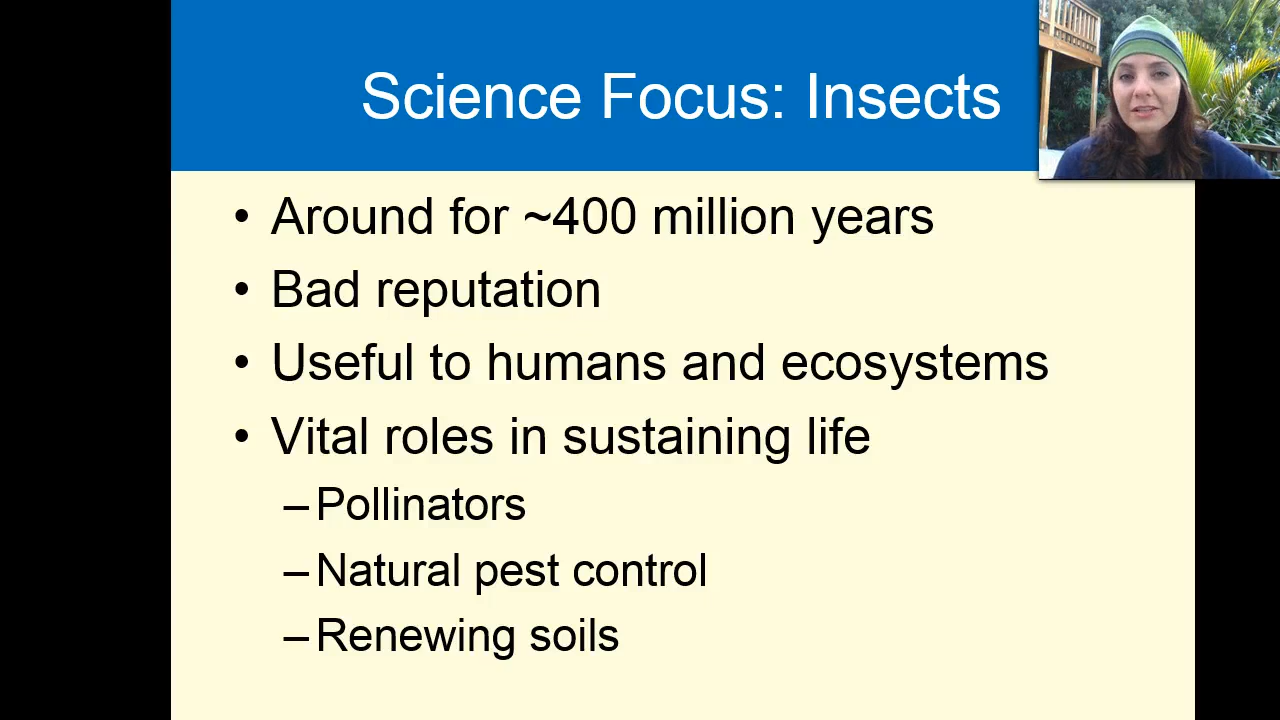 Science Focus: Insects
• Around for ~400 million years
• Bad reputation
• Useful to humans and ecosystems
• Vital roles in sustaining life
–Pollinators
–Natural pest control
–Renewing soils